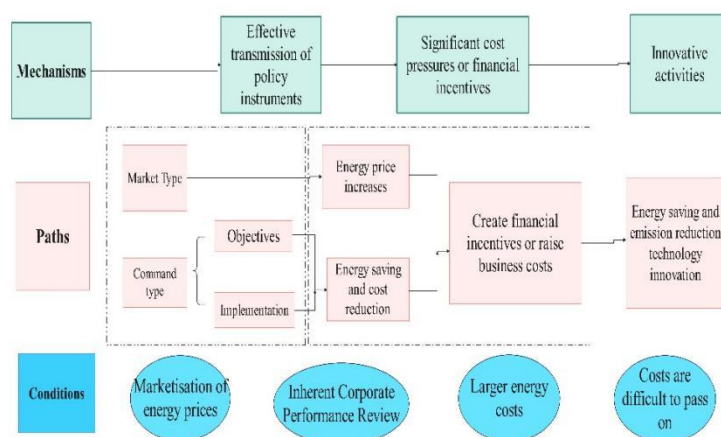 Mechanisms
Effective
transmission of
policy
instruments
Significant cost
pressures or financial
incentives
Innovative
activities
Paths
Market Type
Command
type
Objectives
Implementation
Energy price
increases
Energy saving
and cost
reduction
Create financial
incentives or raise
business costs
Energy saving and
emission reduction
technology
innovation
Conditions
Marketisation of
energy prices
Inherent Corporate
Performance Review
Larger energy
costs
Costs are
difficult to pass
on